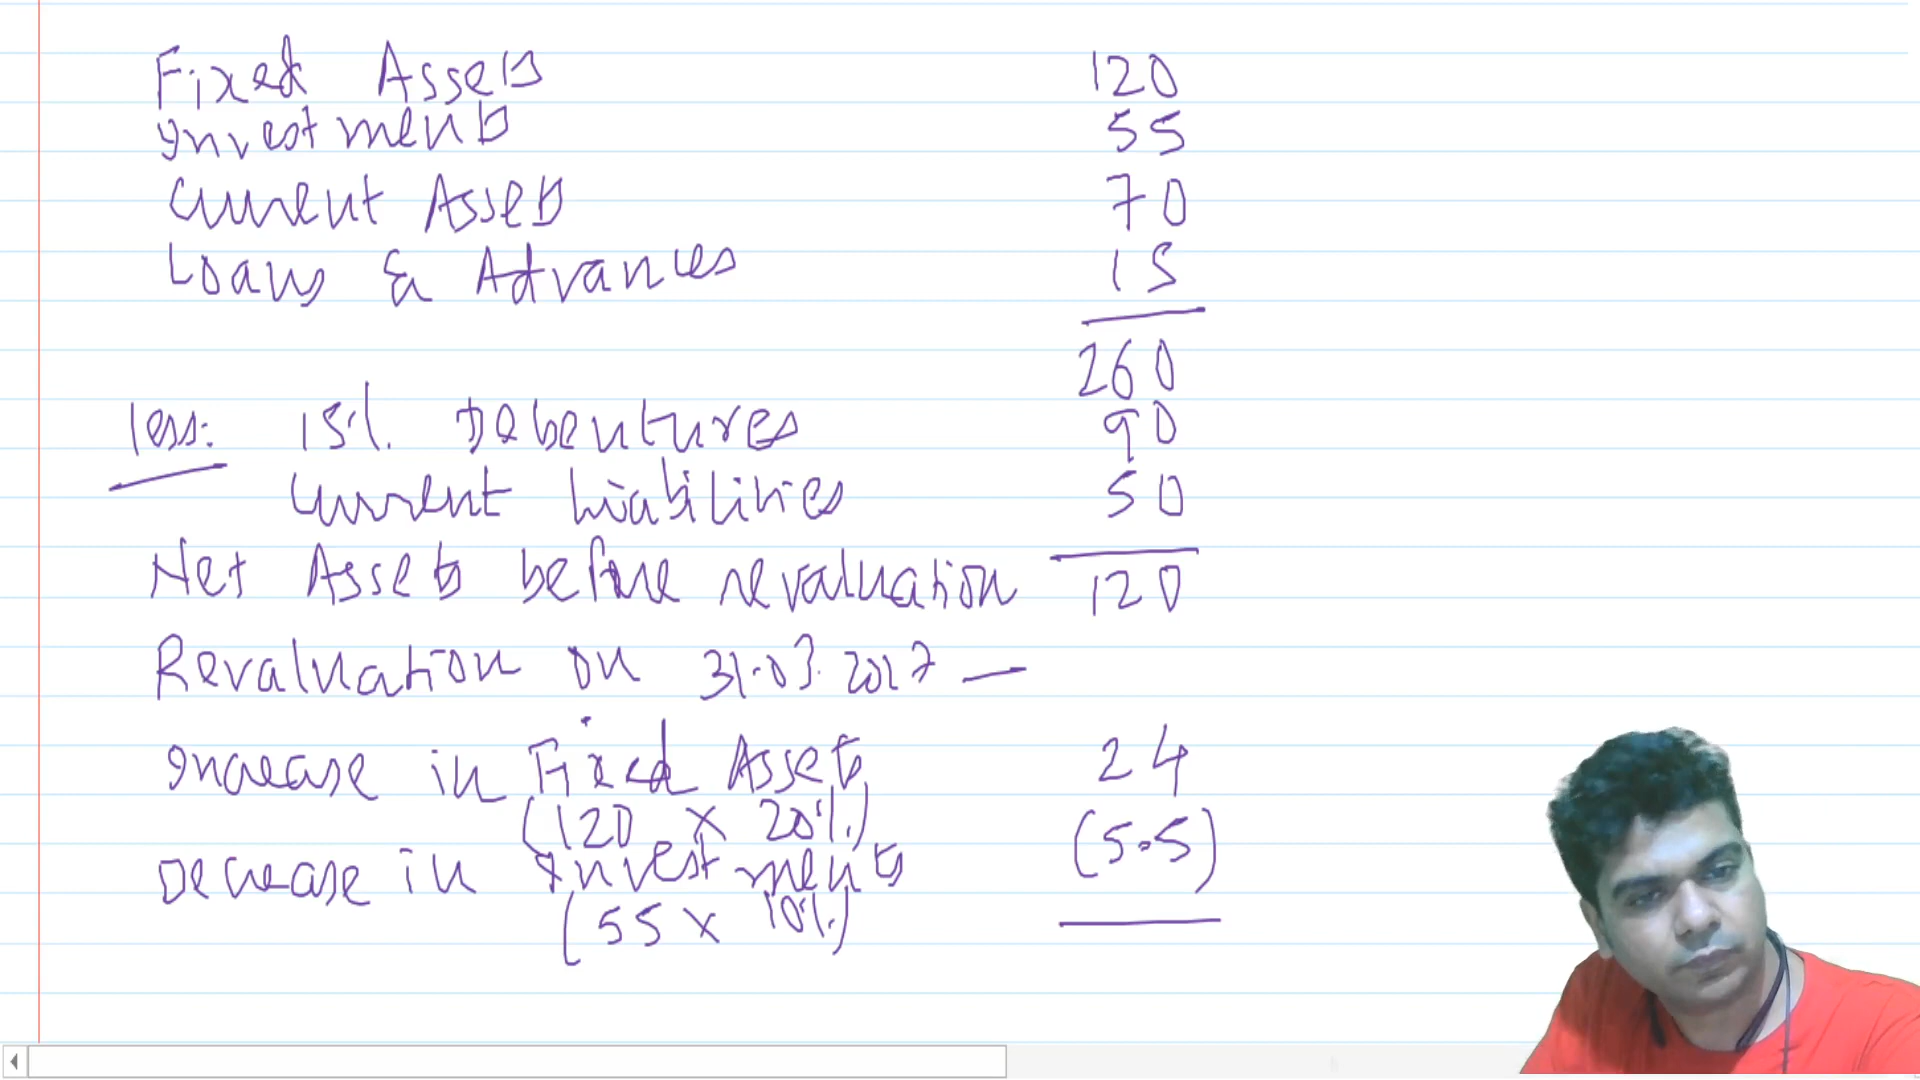 Fixed Assets 120
Investments 55
Current Assets 70
Loans & Advances 15
260
Less: 15% Debentures 90
Current Liabilities 50
Net Assets before revaluation 120
Revaluation on 31.03.2017 —
Increase in Fixed Assets 24
(120 x 20%)
Decrease in Investments (5.5)
(55 x 10%)